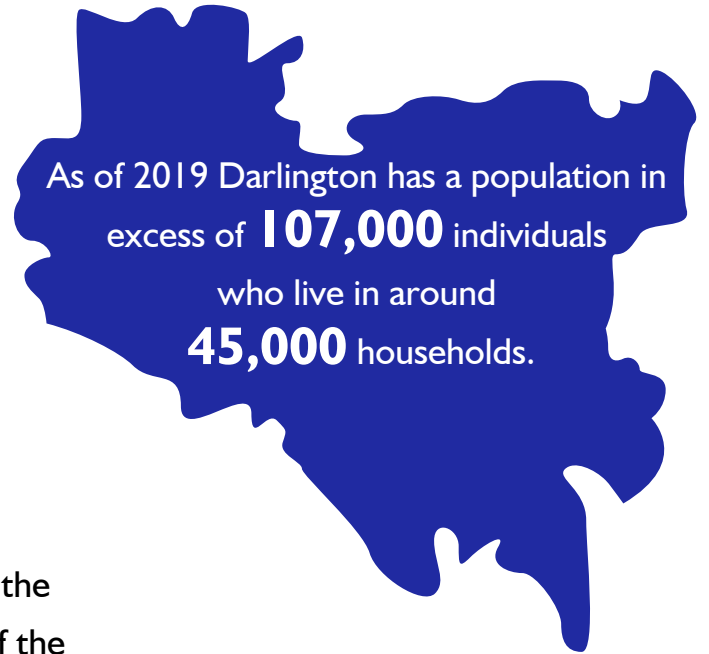 As of 2019 Darlington has a population in
excess of 107,000 individuals
who live in around
45,000 households.
the
f the